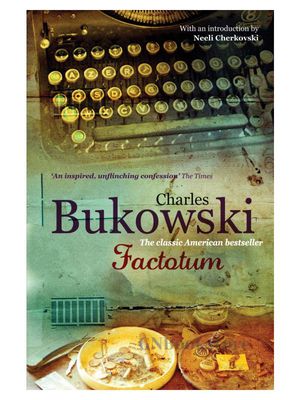 With an introduction by
Neeli Cherkovski
'An inspired, unflinching confession' The Times
Charles
Bukowski
The classic American bestseller
Factotum